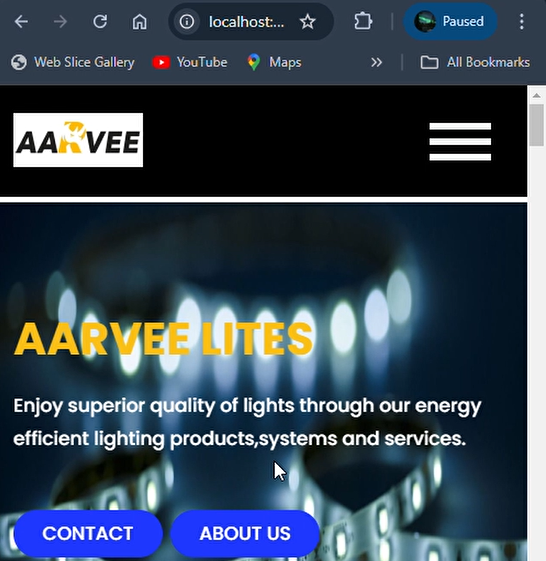 localhost:...
Paused
Web Slice Gallery
YouTube
Maps
All Bookmarks
AARVEE
AARVEE LITES
Enjoy superior quality of lights through our energy
efficient lighting products,systems and services.
CONTACT
ABOUT US